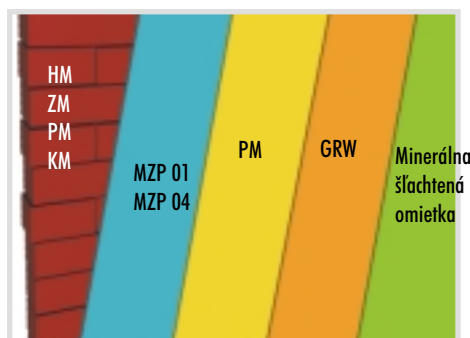 HM
ZM
PM
KM
MZP 01
MZP 04
PM
GRW
Minerálna
šľachtená
omietka